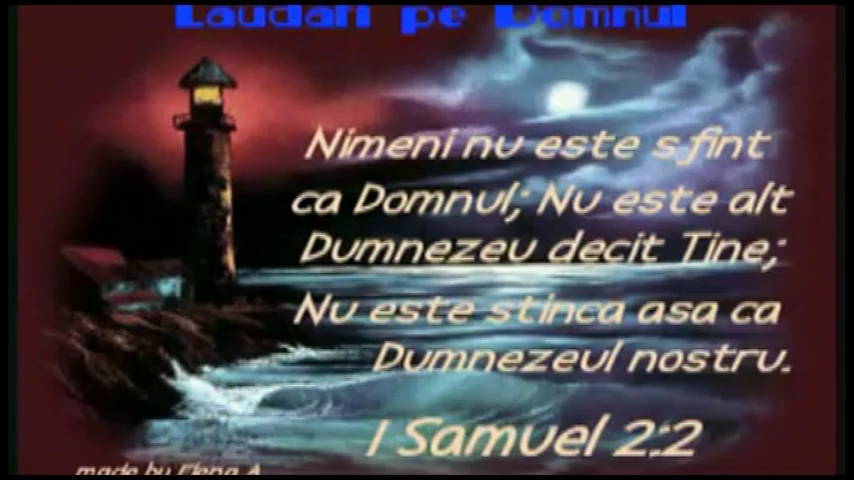 Laudati pe Domnul
Nimeni nu este sfint
ca Domnul; Nu este alt
Dumnezeu decit Tine;
Nu este stinca asa ca
Dumnezeul nostru.
I Samuel 2:2
made by Elena A